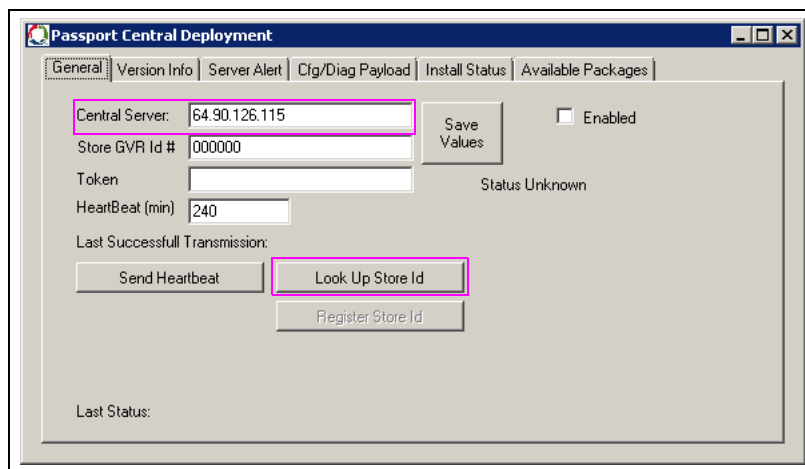 Passport Central Deployment
General Version Info Server Alert Cfg/Diag Payload Install Status Available Packages
Central Server: 64.90.126.115 Save Values Enabled
Store GVR Id # 000000
Token Status Unknown
HeartBeat (min) 240
Last Successfull Transmission:
Send Heartbeat Look Up Store Id
Register Store Id
Last Status: